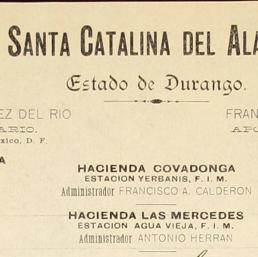 SANTA CATALINA DEL ALA
Estado de Durango.
EZ DEL RIO
FRAN
ARIO.
APO
xico, D. F.
A
HACIENDA COVADONGA
ESTACION YERBANIS, F. I. M.
Administrador FRANCISCO A. CALDERON
HACIENDA LAS MERCEDES
ESTACION AGUA VIEJA, F. I. M.
Administrador ANTONIO HERRAN